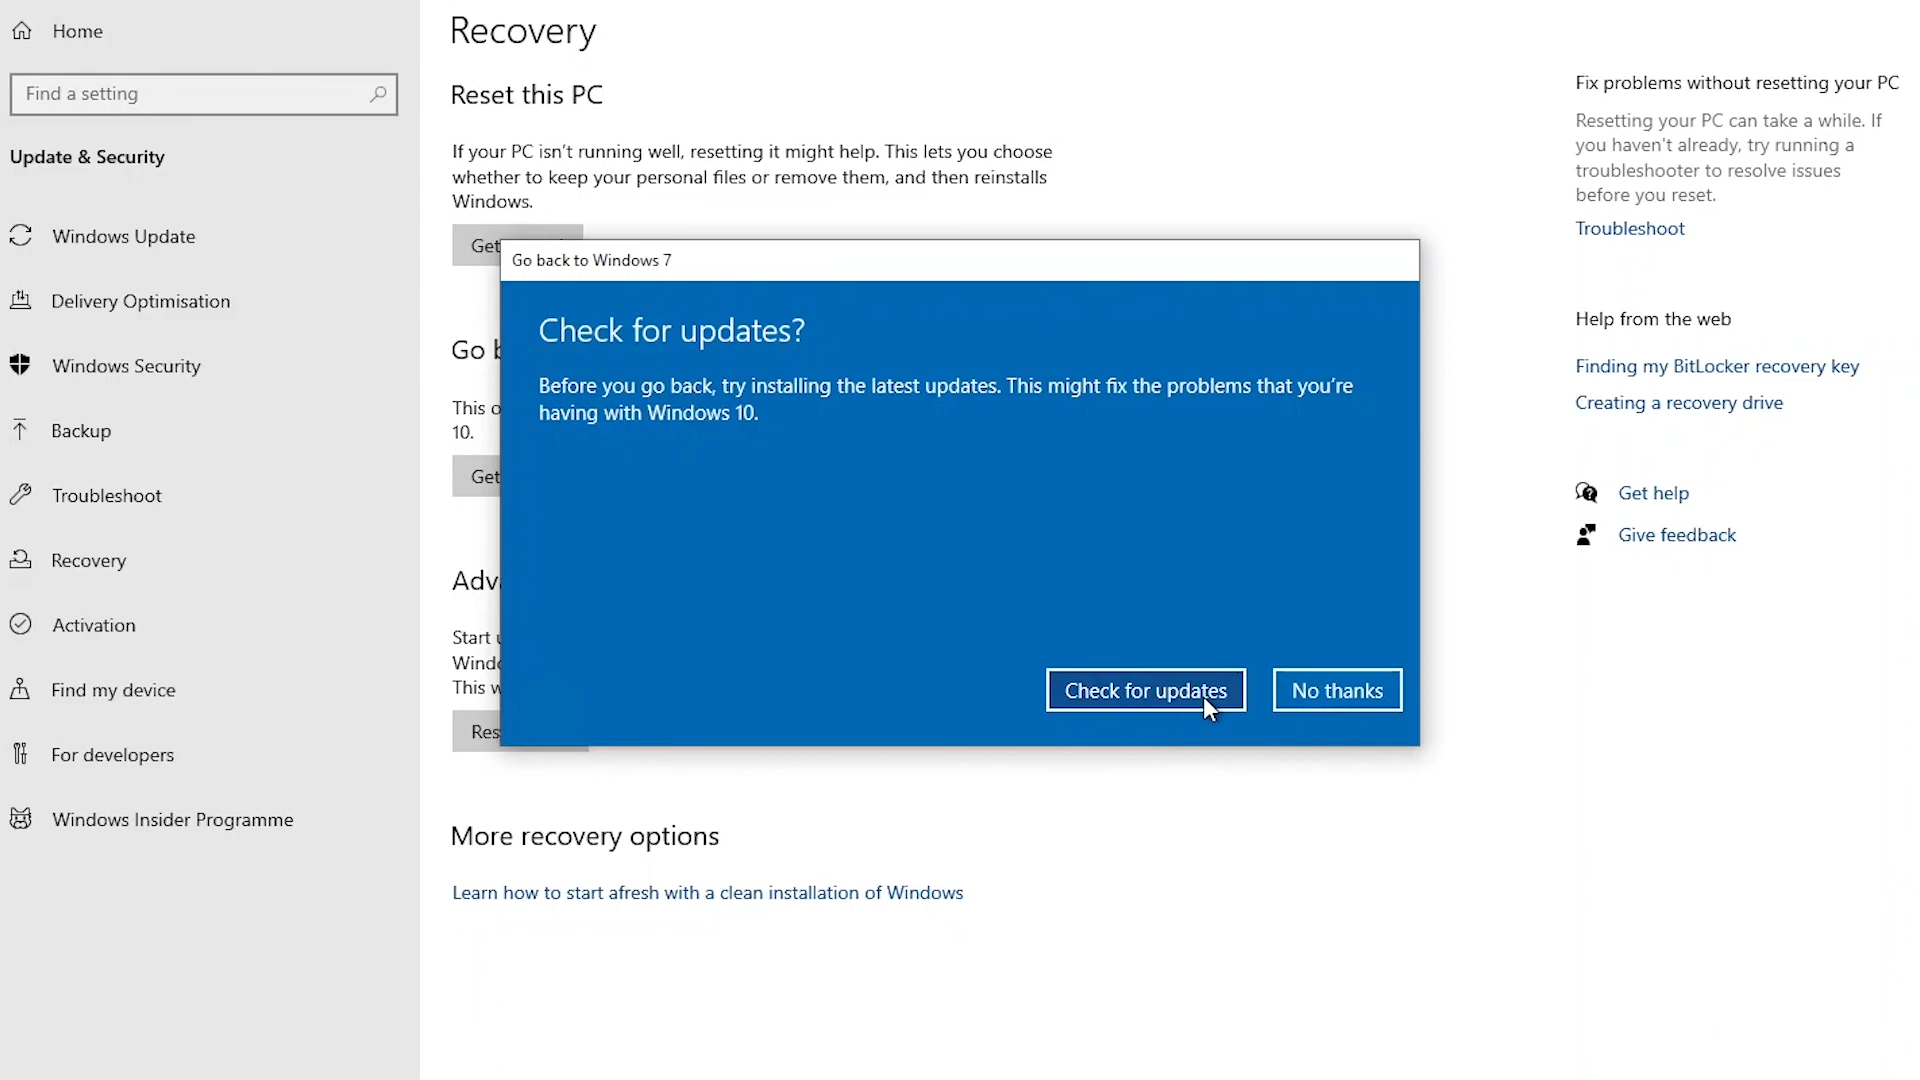 Home
Find a setting
Update & Security
Windows Update
Delivery Optimisation
Windows Security
Backup
Troubleshoot
Recovery
Activation
Find my device
For developers
Windows Insider Programme
Recovery
Reset this PC
If your PC isn't running well, resetting it might help. This lets you choose
whether to keep your personal files or remove them, and then reinstalls
Windows.
Get
Go b
This o
10.
Get
Adv
Start u
Windo
This w
Res
Go back to Windows 7
Check for updates?
Before you go back, try installing the latest updates. This might fix the problems that you're
having with Windows 10.
Check for updates
No thanks
More recovery options
Learn how to start afresh with a clean installation of Windows
Fix problems without resetting your PC
Resetting your PC can take a while. If
you haven't already, try running a
troubleshooter to resolve issues
before you reset.
Troubleshoot
Help from the web
Finding my BitLocker recovery key
Creating a recovery drive
Get help
Give feedback